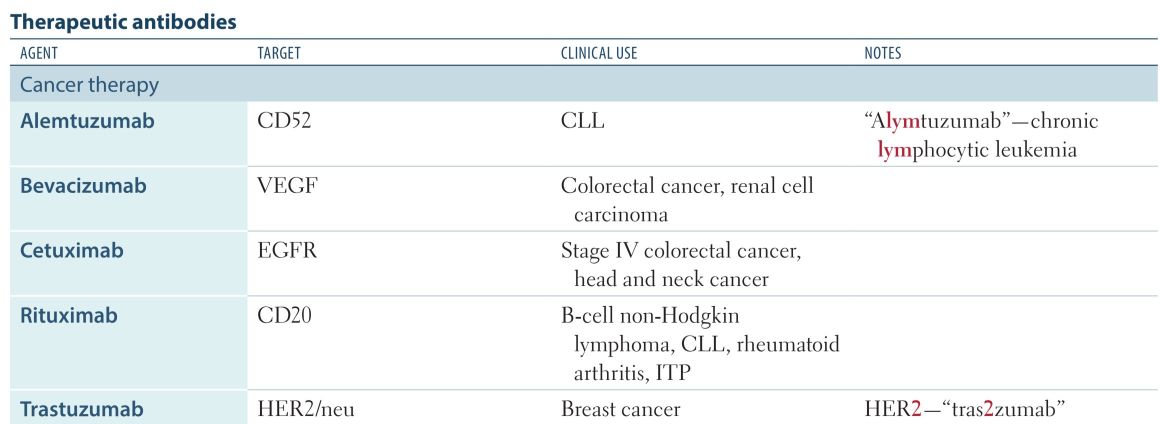 Therapeutic antibodies
AGENT TARGET CLINICAL USE NOTES
Cancer therapy
Alemtuzumab CD52 CLL “Alymtuzumab”—chronic
lymphocytic leukemia
Bevacizumab VEGF Colorectal cancer, renal cell
carcinoma
Cetuximab EGFR Stage IV colorectal cancer,
head and neck cancer
Rituximab CD20 B-cell non-Hodgkin
lymphoma, CLL, rheumatoid
arthritis, ITP
Trastuzumab HER2/neu Breast cancer HER2—“tras2zumab”